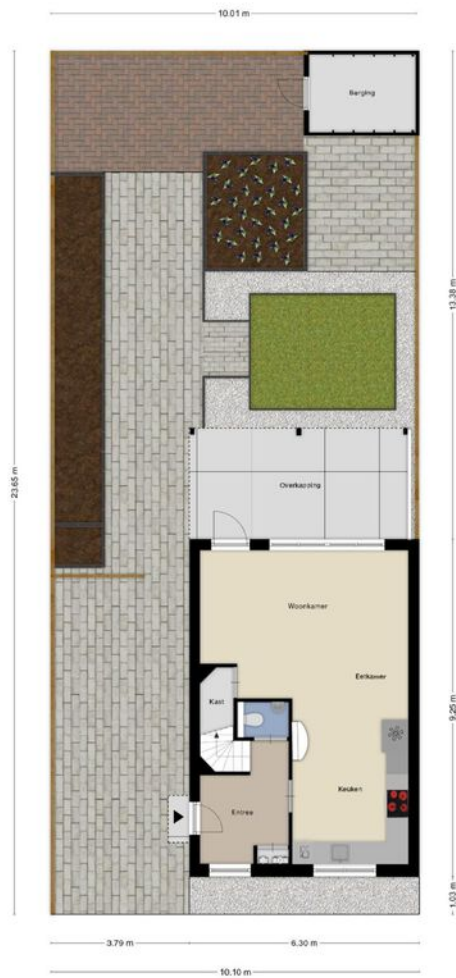 10.01 m
Berging
13.38 m
23.65 m
Overkapping
Woonkamer
Eetkamer
Kast
9.25 m
Keuken
Entree
1.03 m
3.79 m
6.30 m
10.10 m